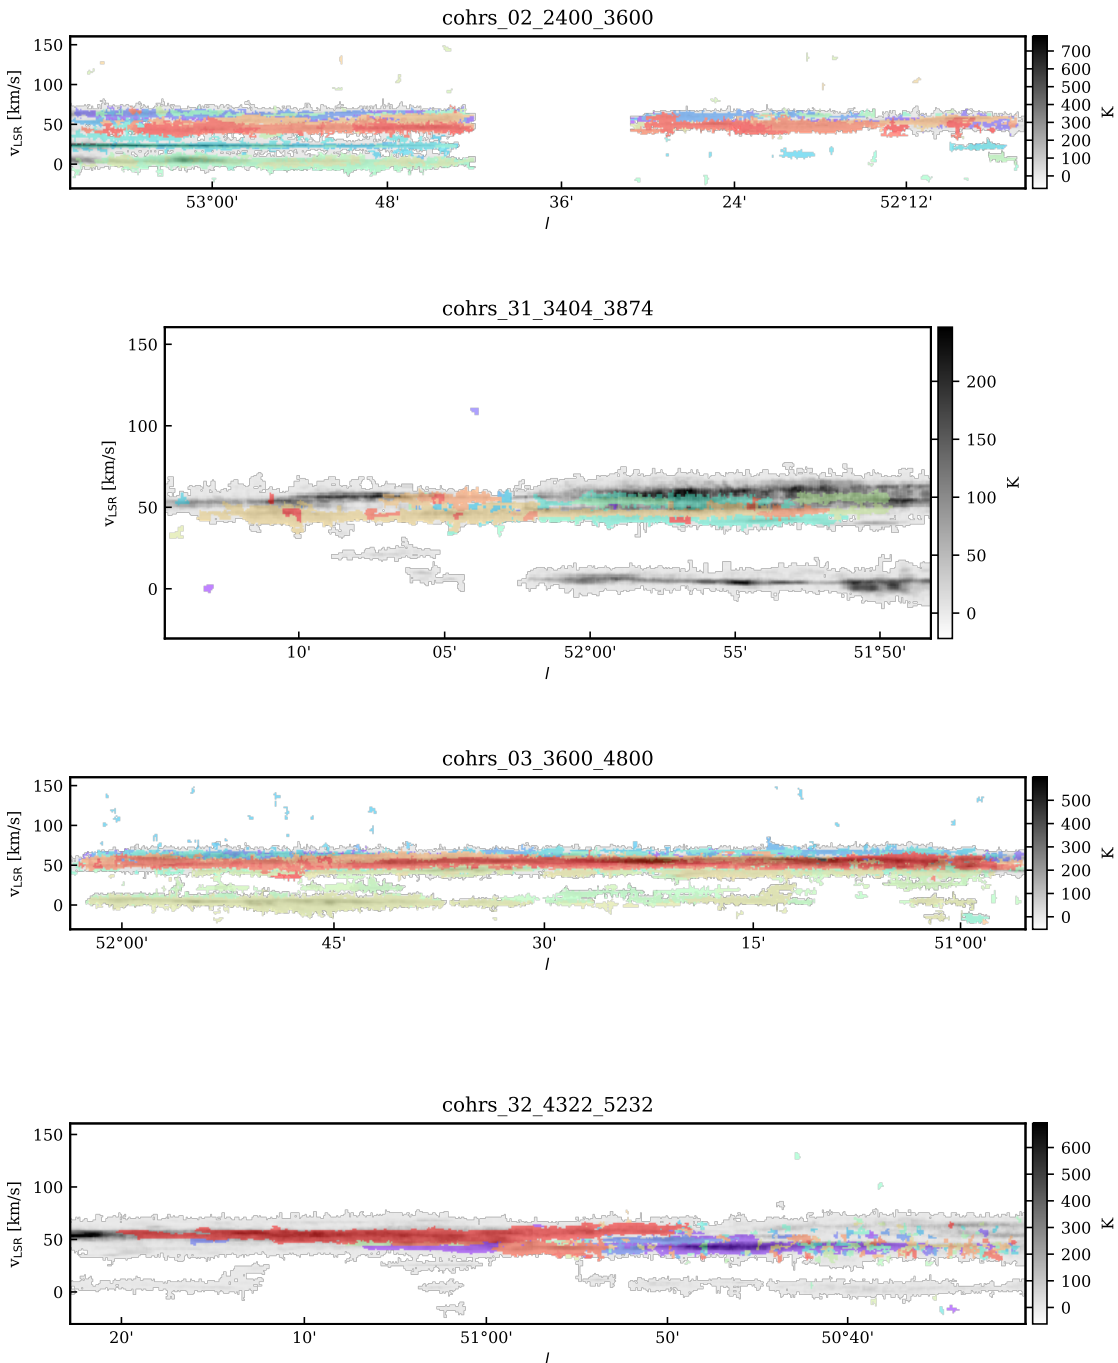 cohrs_02_2400_3600
150
100
50
0
v_LSR [km/s]
53°00' 48' 36' 24' 52°12'
l
700
600
500
400
300
200
100
0
K
cohrs_31_3404_3874
150
100
50
0
v_LSR [km/s]
10' 05' 52°00' 55' 51°50'
l
200
150
100
50
0
K
cohrs_03_3600_4800
150
100
50
0
v_LSR [km/s]
52°00' 45' 30' 15' 51°00'
l
500
400
300
200
100
0
K
cohrs_32_4322_5232
150
100
50
0
v_LSR [km/s]
20' 10' 51°00' 50' 50°40'
l
600
500
400
300
200
100
0
K